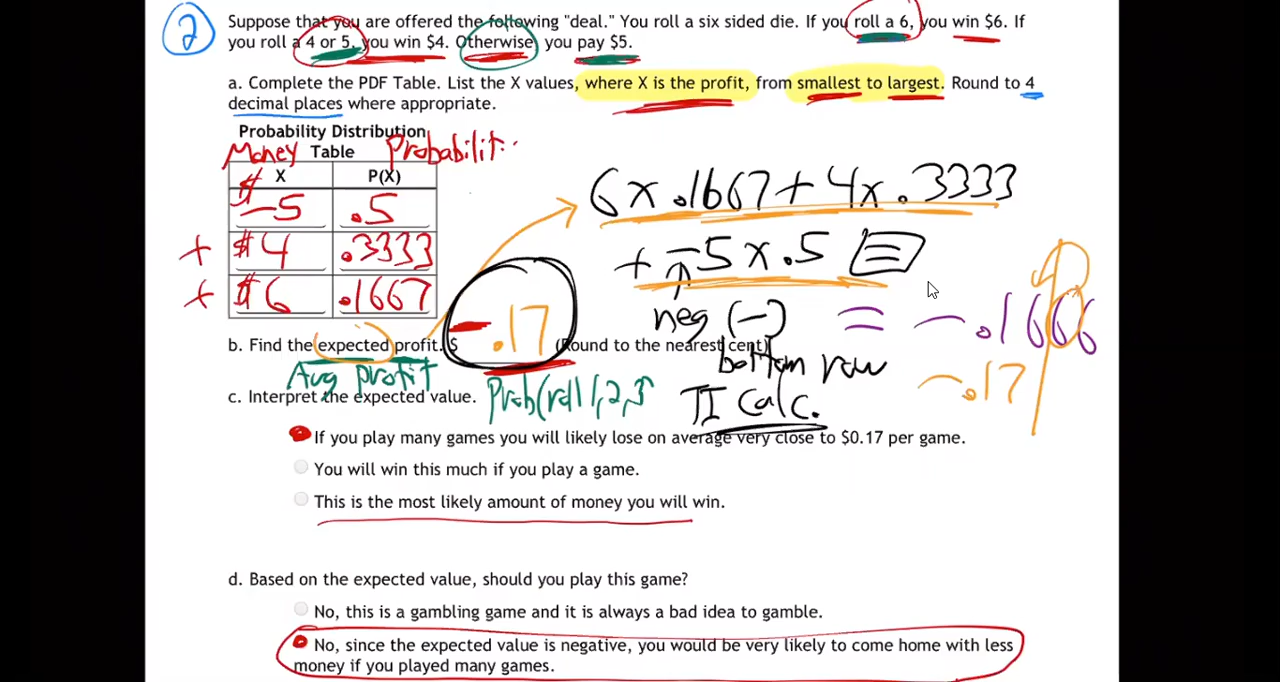 2
Suppose that you are offered the following "deal." You roll a six sided die. If you roll a 6, you win $6. If
you roll a 4 or 5, you win $4. Otherwise, you pay $5.
a. Complete the PDF Table. List the X values, where X is the profit, from smallest to largest. Round to 4
decimal places where appropriate.
Probability Distribution
Table
Money
Probabilit
X P(X)
$
-5 .5
+ $4 .3333
+ $6 .1667
6x.1667+4x.3333
+ -5x.5 =
neg (-)
bottom row
TI Calc.
= -.1666
-.17
b. Find the expected profit. $ -.17 (Round to the nearest cent)
Avg profit
Prob(roll 1,2,3
c. Interpret the expected value.
If you play many games you will likely lose on average very close to $0.17 per game.
You will win this much if you play a game.
This is the most likely amount of money you will win.
d. Based on the expected value, should you play this game?
No, this is a gambling game and it is always a bad idea to gamble.
No, since the expected value is negative, you would be very likely to come home with less
money if you played many games.